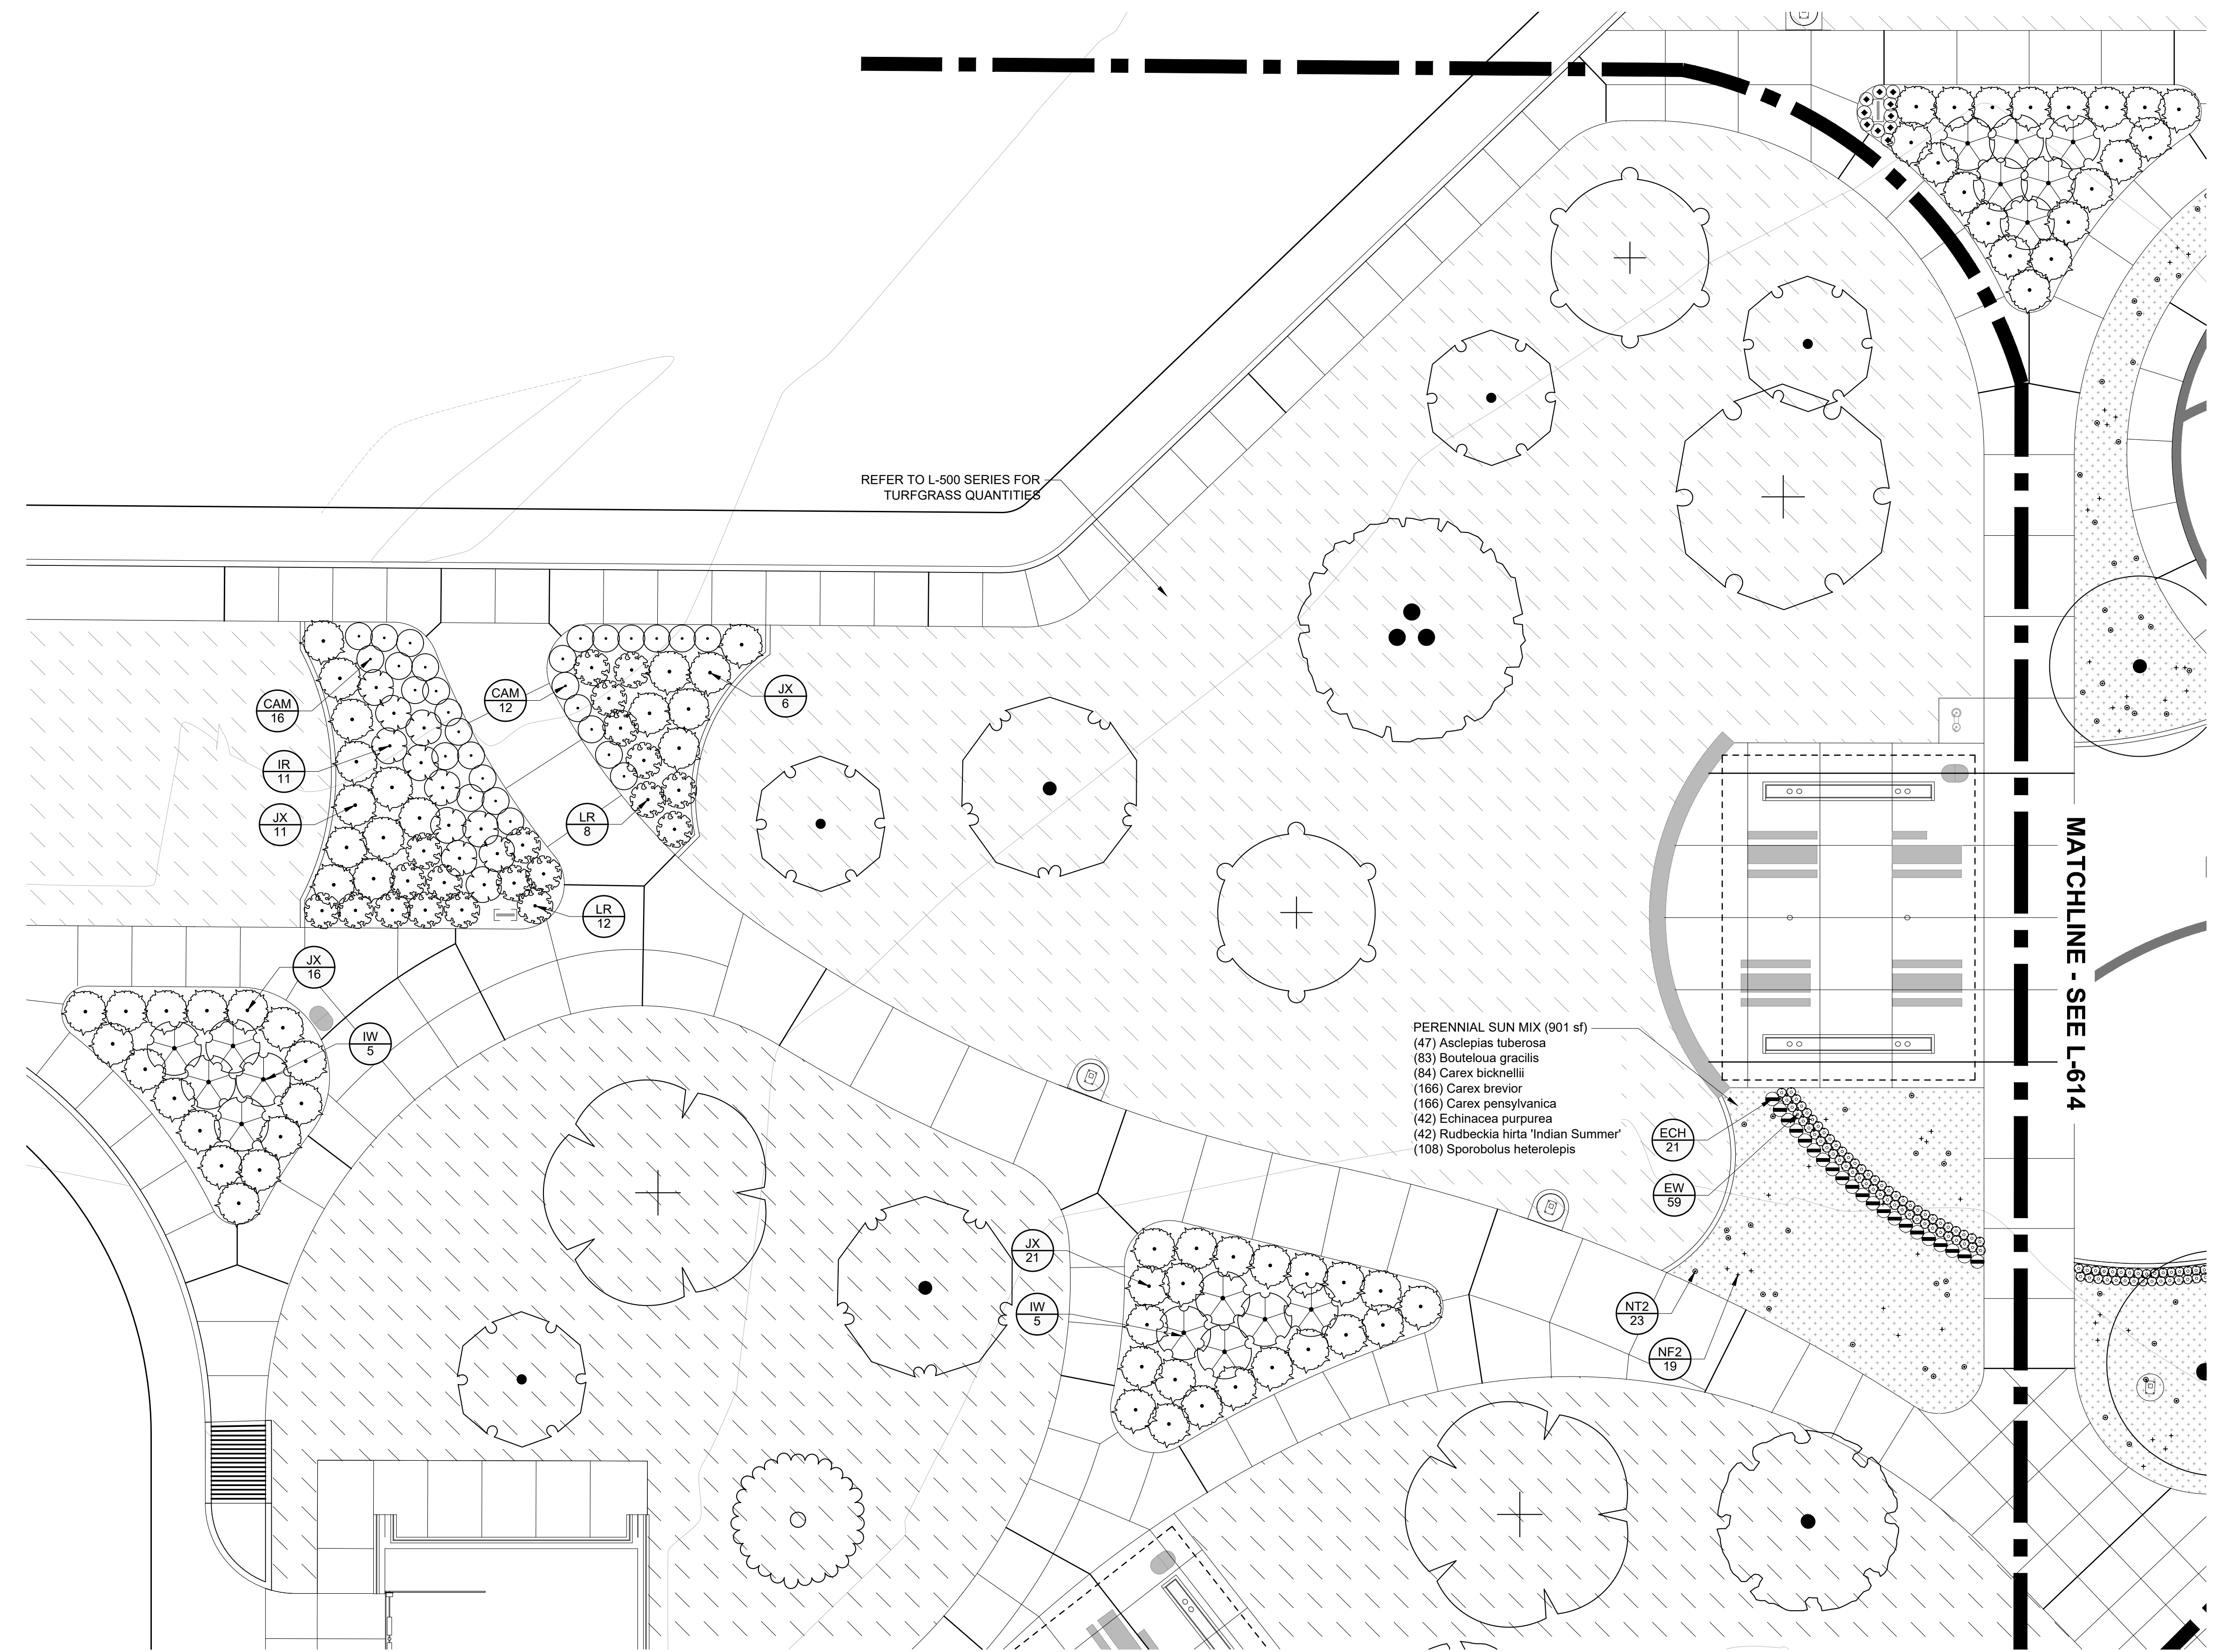 REFER TO L-500 SERIES FOR
TURFGRASS QUANTITIES
CAM
16
CAM
12
JX
6
IR
11
JX
11
LR
8
LR
12
JX
16
IW
5
MATCHLINE - SEE L-614
PERENNIAL SUN MIX (901 sf)
(47) Asclepias tuberosa
(83) Bouteloua gracilis
(84) Carex bicknellii
(166) Carex brevior
(166) Carex pensylvanica
(42) Echinacea purpurea
(42) Rudbeckia hirta 'Indian Summer'
(108) Sporobolus heterolepis
ECH
21
EW
59
JX
21
IW
5
NT2
23
NF2
19